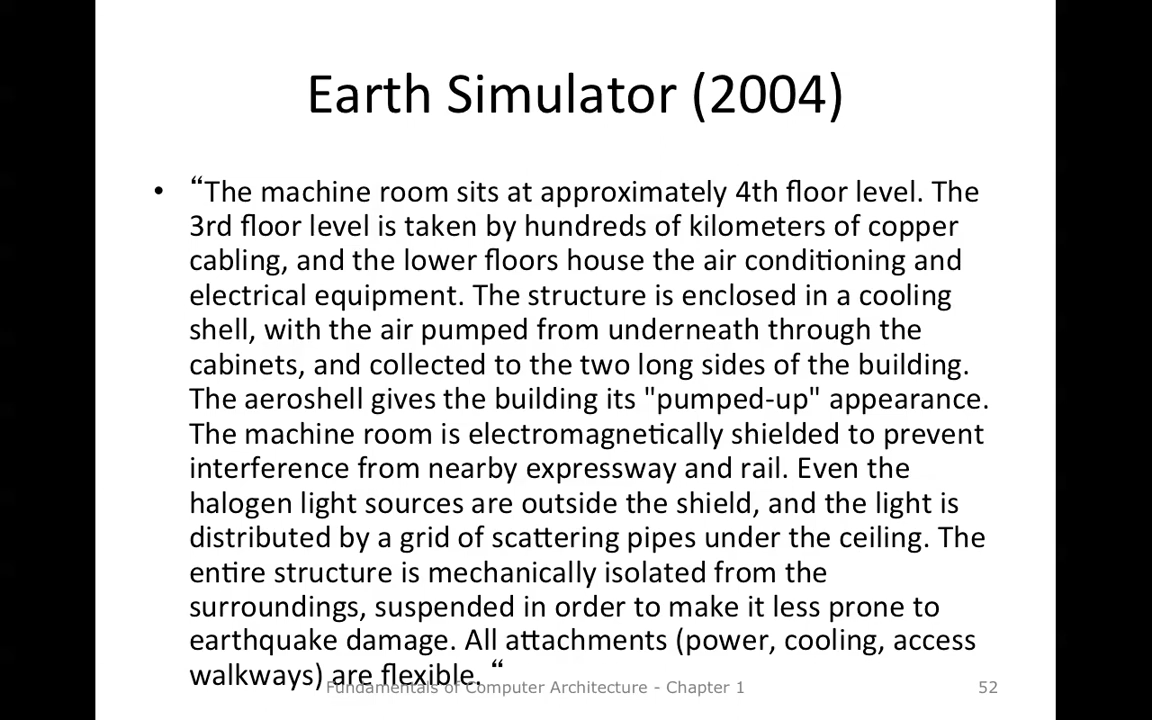 Earth Simulator (2004)
• “The machine room sits at approximately 4th floor level. The
3rd floor level is taken by hundreds of kilometers of copper
cabling, and the lower floors house the air conditioning and
electrical equipment. The structure is enclosed in a cooling
shell, with the air pumped from underneath through the
cabinets, and collected to the two long sides of the building.
The aeroshell gives the building its "pumped-up" appearance.
The machine room is electromagnetically shielded to prevent
interference from nearby expressway and rail. Even the
halogen light sources are outside the shield, and the light is
distributed by a grid of scattering pipes under the ceiling. The
entire structure is mechanically isolated from the
surroundings, suspended in order to make it less prone to
earthquake damage. All attachments (power, cooling, access
walkways) are flexible. “
Fundamentals of Computer Architecture - Chapter 1
52